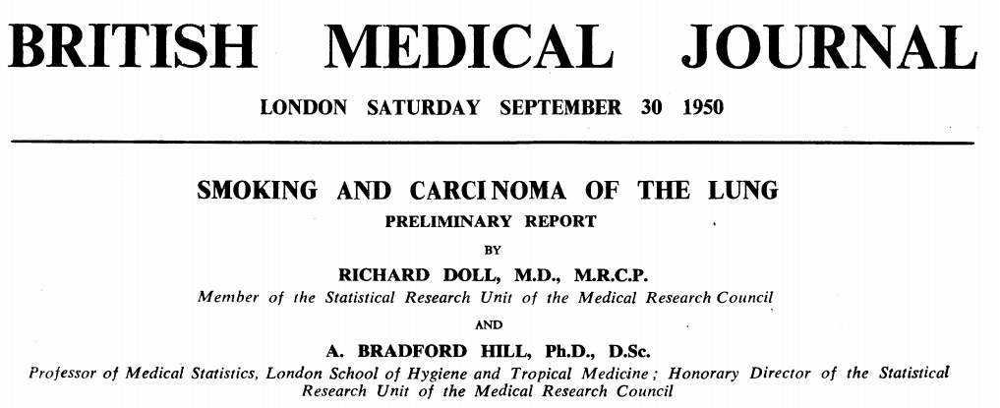 BRITISH MEDICAL JOURNAL
LONDON SATURDAY SEPTEMBER 30 1950
SMOKING AND CARCINOMA OF THE LUNG
PRELIMINARY REPORT
BY
RICHARD DOLL, M.D., M.R.C.P.
Member of the Statistical Research Unit of the Medical Research Council
AND
A. BRADFORD HILL, Ph.D., D.Sc.
Professor of Medical Statistics, London School of Hygiene and Tropical Medicine ; Honorary Director of the Statistical
Research Unit of the Medical Research Council